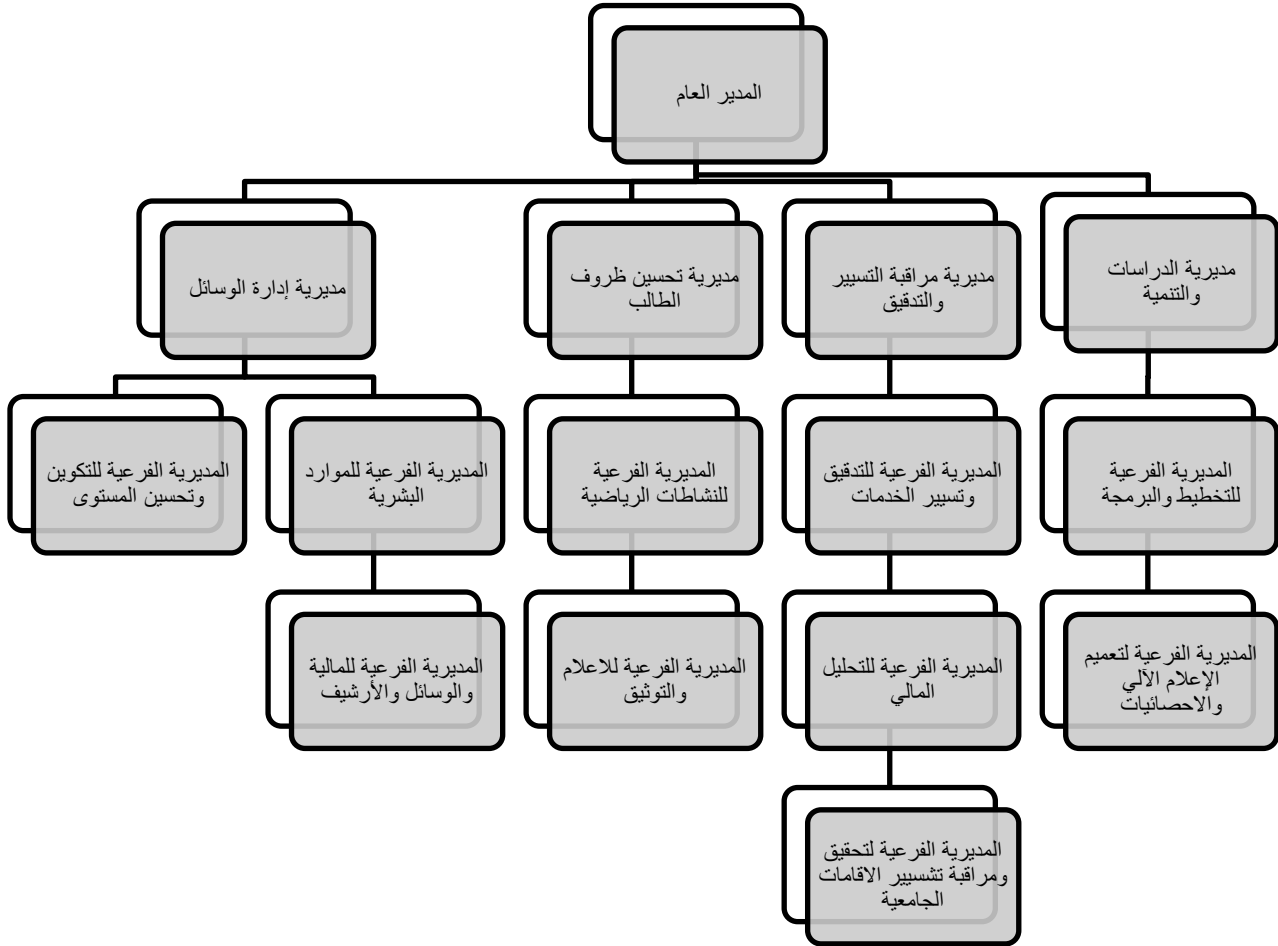 المدير العام
مديرية الدراسات
والتنمية
مديرية مراقبة التسيير
والتدقيق
مديرية تحسين ظروف
الطالب
مديرية إدارة الوسائل
المديرية الفرعية
للتخطيط والبرمجة
المديرية الفرعية للتدقيق
وتسيير الخدمات
المديرية الفرعية
للنشاطات الرياضية
المديرية الفرعية للموارد
البشرية
المديرية الفرعية للتكوين
وتحسين المستوى
المديرية الفرعية لتعميم
الإعلام الآلي
والاحصائيات
المديرية الفرعية للتحليل
المالي
المديرية الفرعية للاعلام
والتوثيق
المديرية الفرعية للمالية
والوسائل والأرشيف
المديرية الفرعية لتحقيق
ومراقبة تشسيير الاقامات
الجامعية